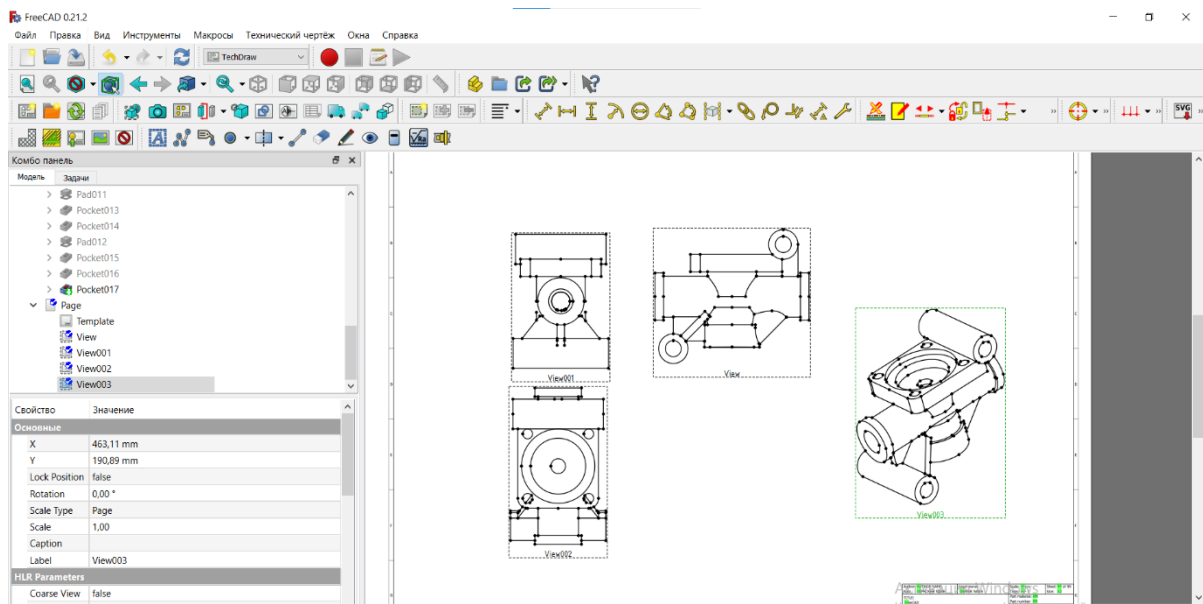 FreeCAD 0.21.2
Файл Правка Вид Инструменты Макросы Технический чертёж Окна Справка
TechDraw
Комбо панель
Модель Задачи
Pad011
Pocket013
Pocket014
Pad012
Pocket015
Pocket016
Pocket017
Page
Template
View
View001
View002
View003
Свойство Значение
Основные
X 463,11 mm
Y 190,89 mm
Lock Position false
Rotation 0,00 °
Scale Type Page
Scale 1,00
Caption
Label View003
HLR Parameters
Coarse View false
SVG
View001
View
View002
View003